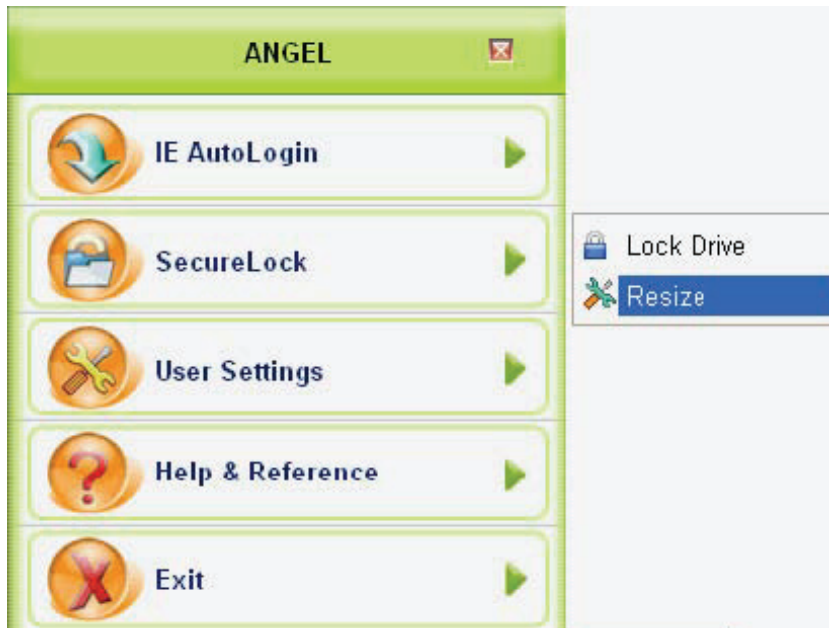 ANGEL
IE AutoLogin
SecureLock
Lock Drive
Resize
User Settings
Help & Reference
Exit